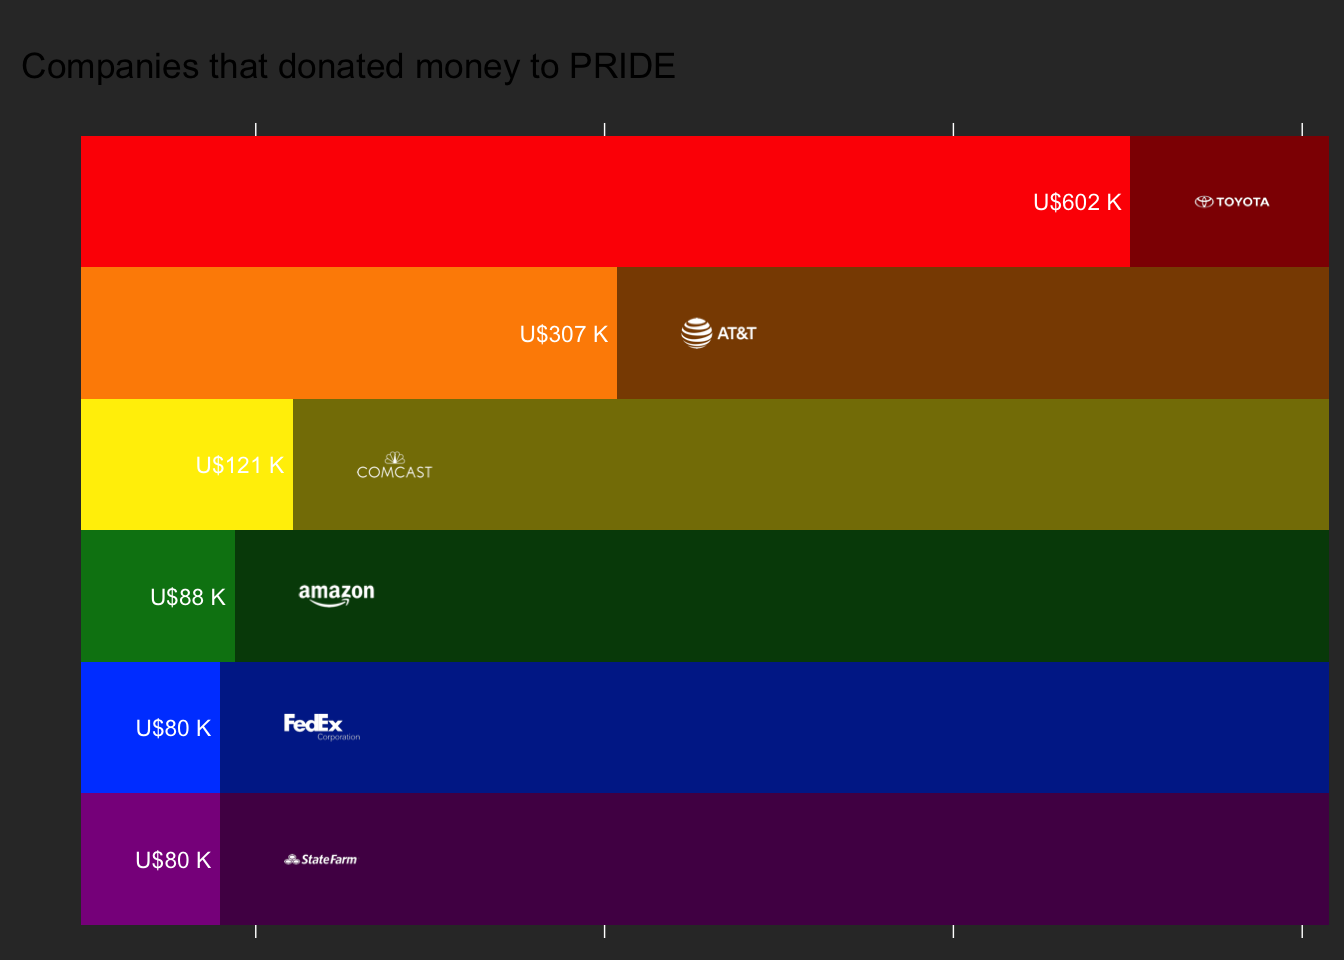 Companies that donated money to PRIDE
U$602 K
TOYOTA
U$307 K
AT&T
U$121 K
COMCAST
U$88 K
amazon
U$80 K
FedEx
Corporation
U$80 K
StateFarm